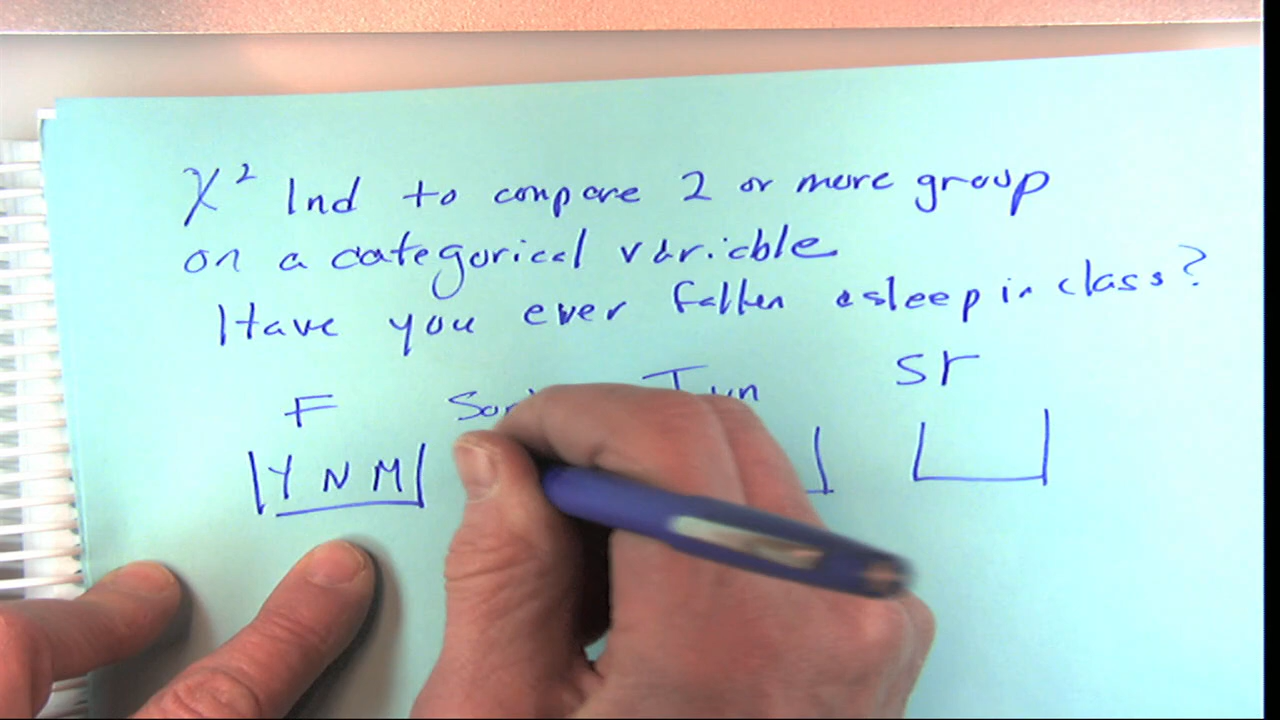 χ² Ind to compare 2 or more group
on a categorical variable
Have you ever fallen asleep in class?
F Jun Sr
Y N M